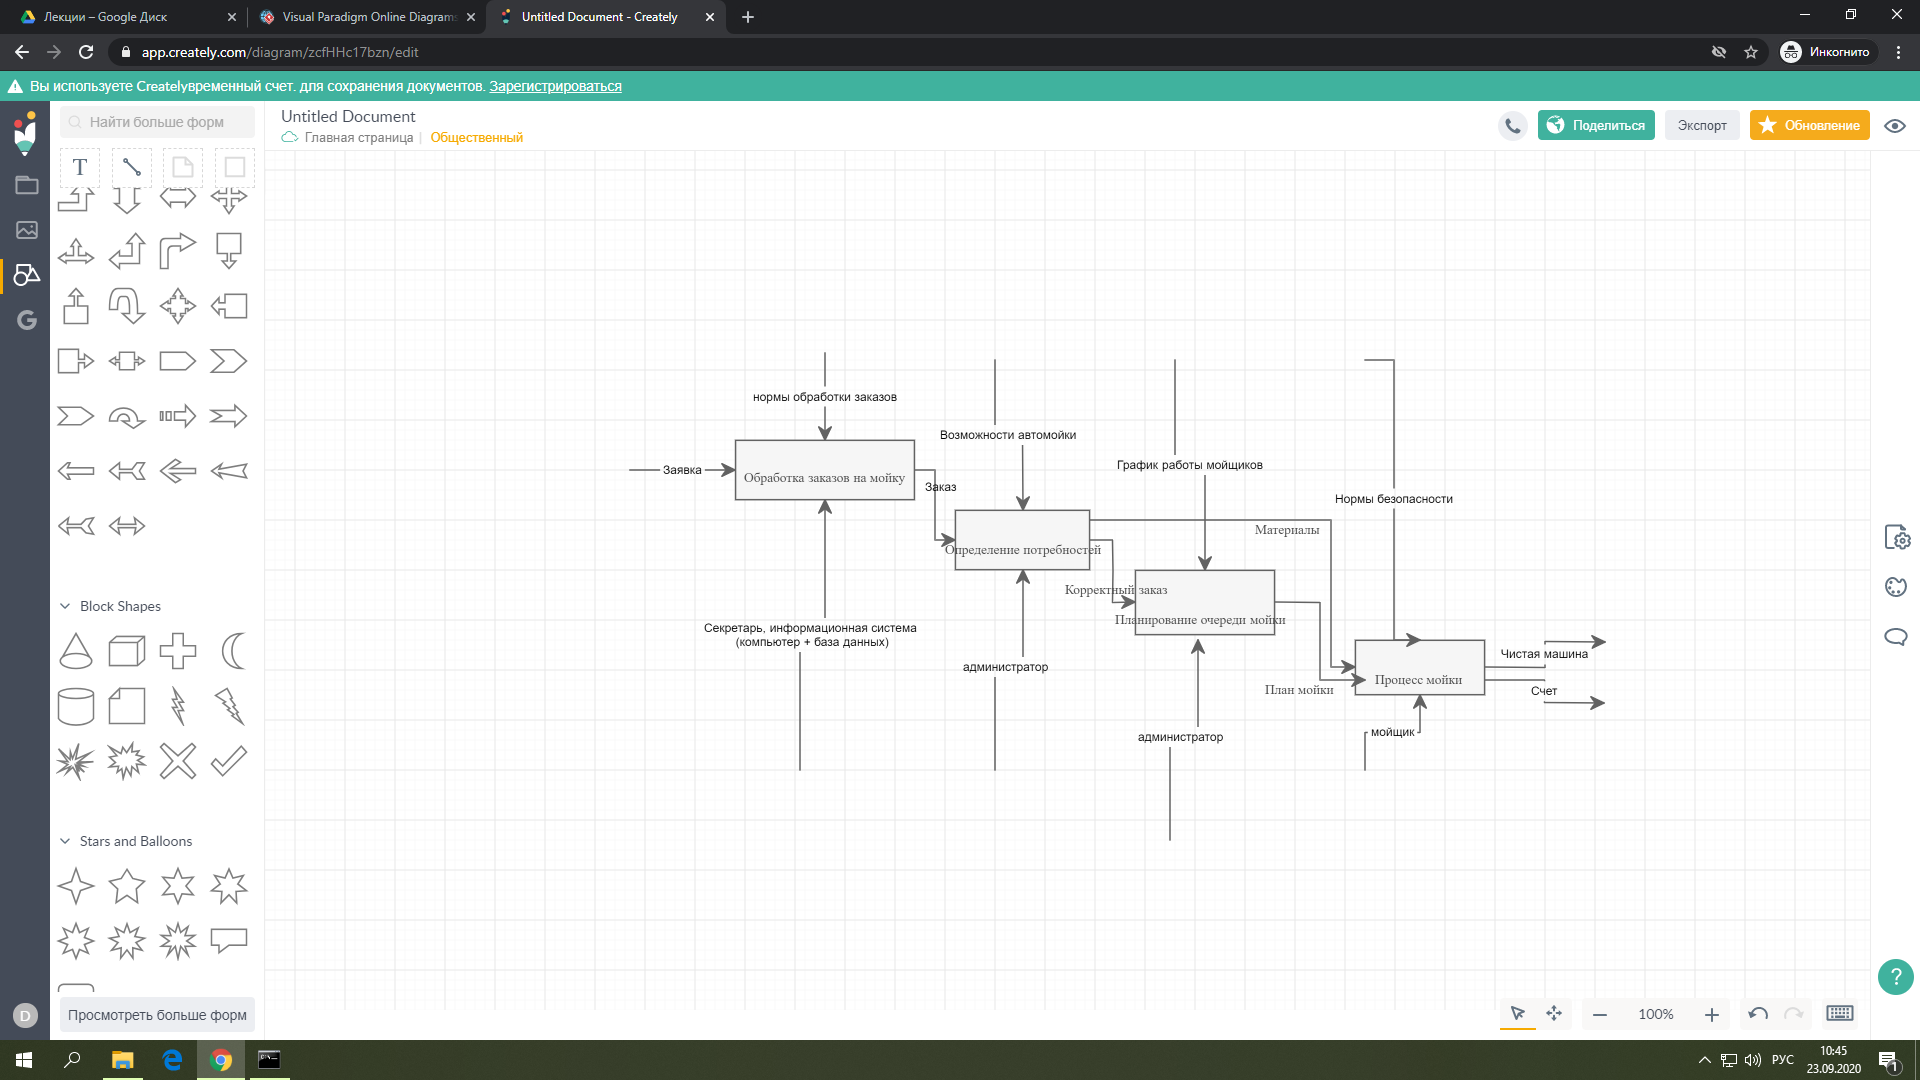 Лекции – Google Диск
Visual Paradigm Online Diagrams
Untitled Document - Creately
app.creately.com/diagram/zcfHHc17bzn/edit
Инкогнито
Вы используете Createlyвременный счет. для сохранения документов. Зарегистрироваться
Найти больше форм
Untitled Document
Главная страница
Общественный
Поделиться
Экспорт
Обновление
T
G
Block Shapes
Stars and Balloons
Просмотреть больше форм
D
нормы обработки заказов
Возможности автомойки
График работы мойщиков
Нормы безопасности
Заявка
Обработка заказов на мойку
Заказ
Материалы
Определение потребностей
Корректный заказ
Планирование очереди мойки
Секретарь, информационная система
(компьютер + база данных)
администратор
Чистая машина
Процесс мойки
План мойки
Счет
мойщик
администратор
?
100%
РУС
10:45
23.09.2020
1